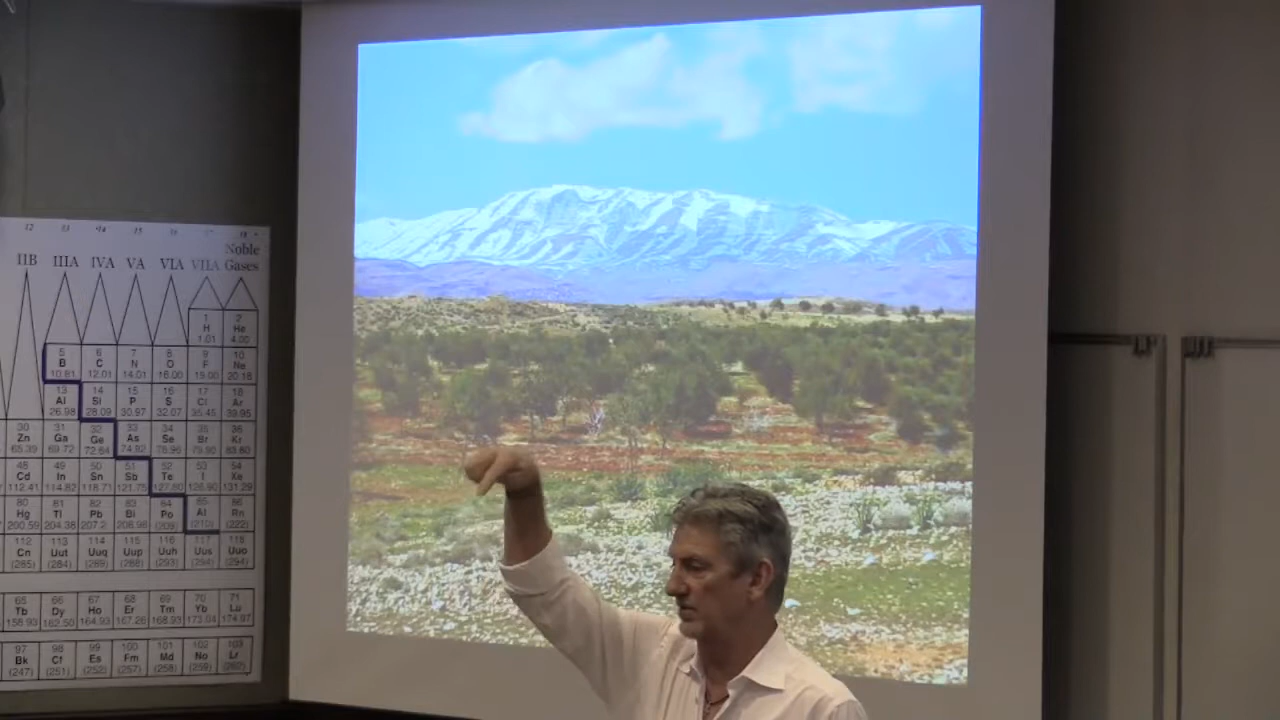 12 13 14 15 16 17 18
Noble
IIB IIIA IVA VA VIA VIIA Gases
1 2
H He
1.01 4.00
5 6 7 8 9 10
B C N O F Ne
10.81 12.01 14.01 16.00 19.00 20.18
13 14 15 16 17 18
Al Si P S Cl Ar
26.98 28.09 30.97 32.07 35.45 39.95
30 31 32 33 34 35 36
Zn Ga Ge As Se Br Kr
65.39 69.72 72.64 74.92 78.96 79.90 83.80
48 49 50 51 52 53 54
Cd In Sn Sb Te I Xe
112.41 114.82 118.71 121.75 127.60 126.90 131.29
80 81 82 83 84 85 86
Hg Tl Pb Bi Po At Rn
200.59 204.38 207.2 208.98 (209) (210) (222)
112 113 114 115 116 117 118
Cn Uut Uuq Uup Uuh Uus Uuo
(285) (284) (289) (288) (293) (294) (294)
65 66 67 68 69 70 71
Tb Dy Ho Er Tm Yb Lu
158.93 162.50 164.93 167.26 168.93 173.04 174.97
97 98 99 100 101 102 103
Bk Cf Es Fm Md No Lr
(247) (251) (252) (257) (258) (259) (262)